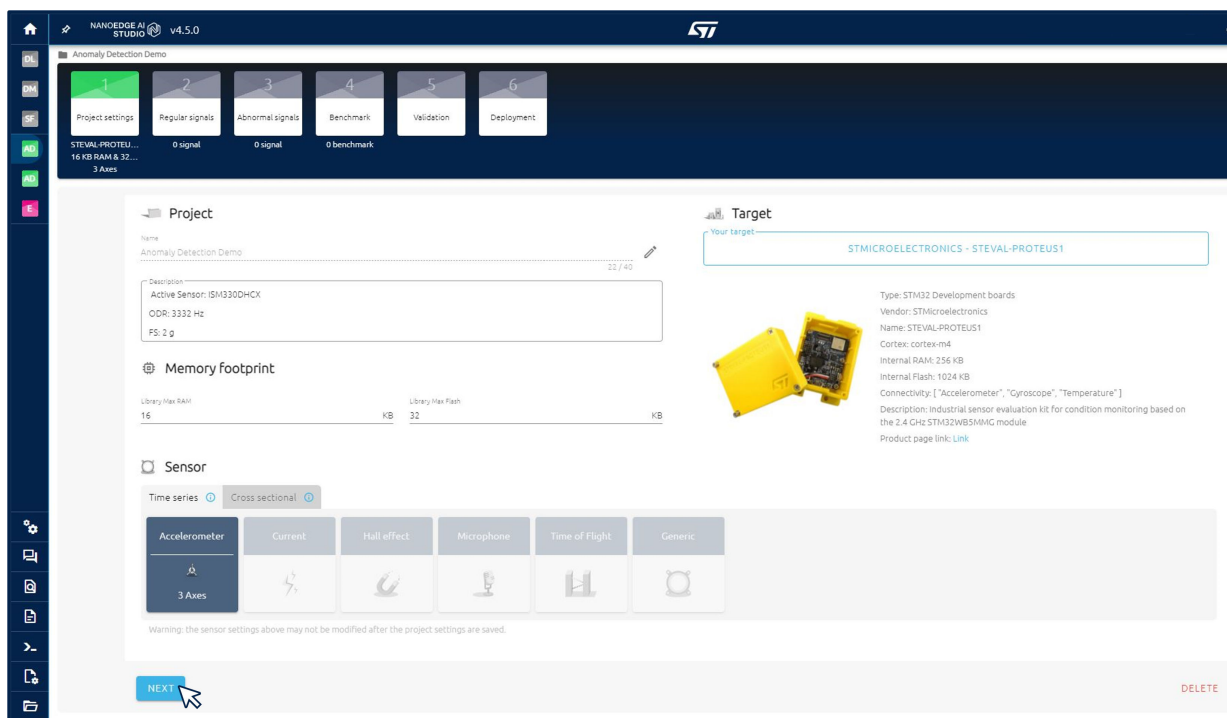 NANOEDGE AI
STUDIO
v4.5.0
ST
DL
DM
SF
AD
AD
E
Anomaly Detection Demo
1
2
3
4
5
6
Project settings
Regular signals
Abnormal signals
Benchmark
Validation
Deployment
STEVAL-PROTEU...
16 KB RAM & 32...
3 Axes
0 signal
0 signal
0 benchmark
Project
Name
Anomaly Detection Demo
22 / 40
Description
Active Sensor: ISM330DHCX
ODR: 3332 Hz
FS: 2 g
Memory footprint
Library Max RAM
16 KB
Library Max Flash
32 KB
Sensor
Time series
Cross sectional
Accelerometer
3 Axes
Current
Hall effect
Microphone
Time of Flight
Generic
Warning: the sensor settings above may not be modified after the project settings are saved.
Target
Your target
STMICROELECTRONICS - STEVAL-PROTEUS1
Type: STM32 Development boards
Vendor: STMicroelectronics
Name: STEVAL-PROTEUS1
Cortex: cortex-m4
Internal RAM: 256 KB
Internal Flash: 1024 KB
Connectivity: [ "Accelerometer", "Gyroscope", "Temperature" ]
Description: Industrial sensor evaluation kit for condition monitoring based on
the 2.4 GHz STM32WB5MMG module
Product page link: Link
NEXT
DELETE